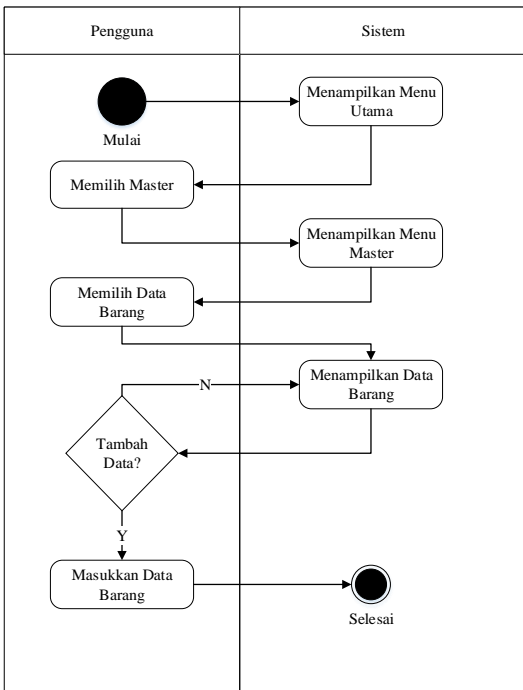 Pengguna
Sistem
Menampilkan Menu
Utama
Mulai
Memilih Master
Menampilkan Menu
Master
Memilih Data
Barang
Menampilkan Data
Barang
N
Tambah
Data?
Y
Masukkan Data
Barang
Selesai